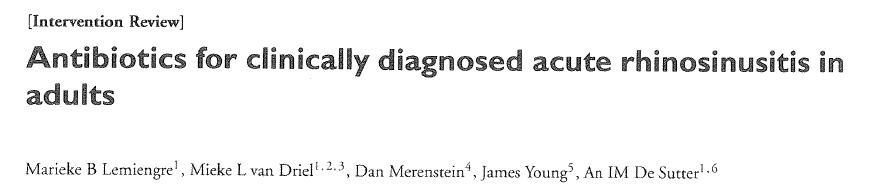 [Intervention Review]
Antibiotics for clinically diagnosed acute rhinosinusitis in
adults
Marieke B Lemiengre1, Mieke L van Driel1,2,3, Dan Merenstein4, James Young5, An IM De Sutter1,6